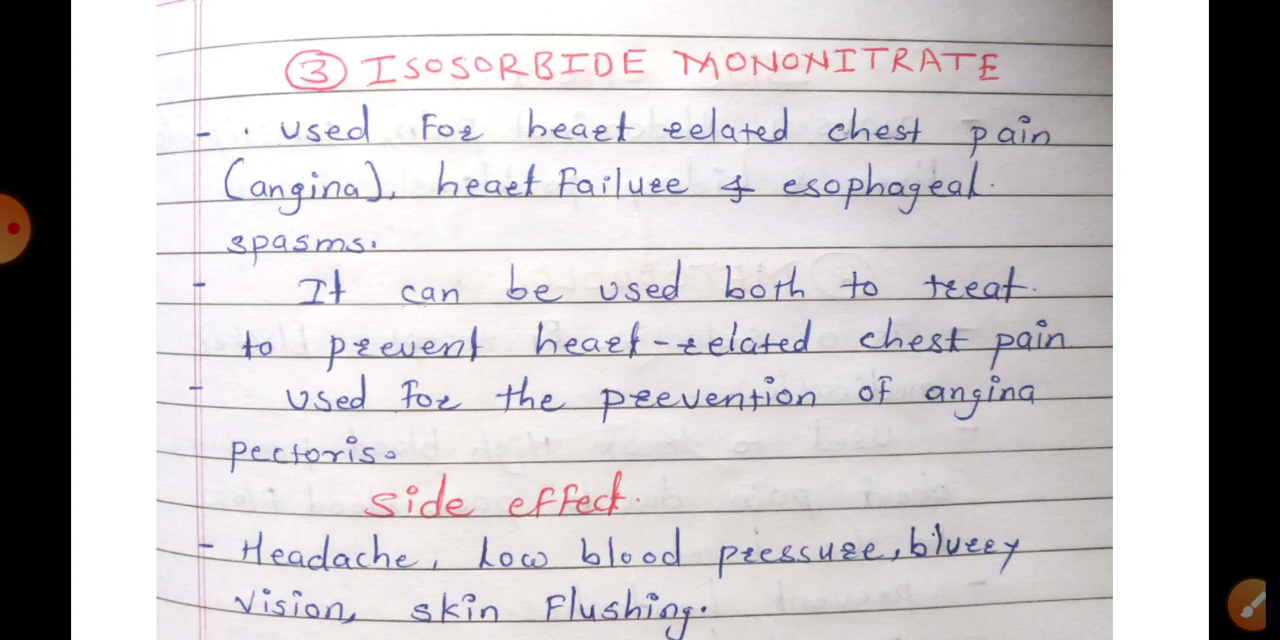 ③ ISOSORBIDE MONONITRATE
- . used For heart related chest pain
(angina), heart Failure & esophageal.
spasms.
- It can be used both to treat.
to prevent heart-related chest pain
- used for the prevention of angina
pectoris.
Side effect.
- Headache, Low blood pressure, blurry
vision, skin Flushing.